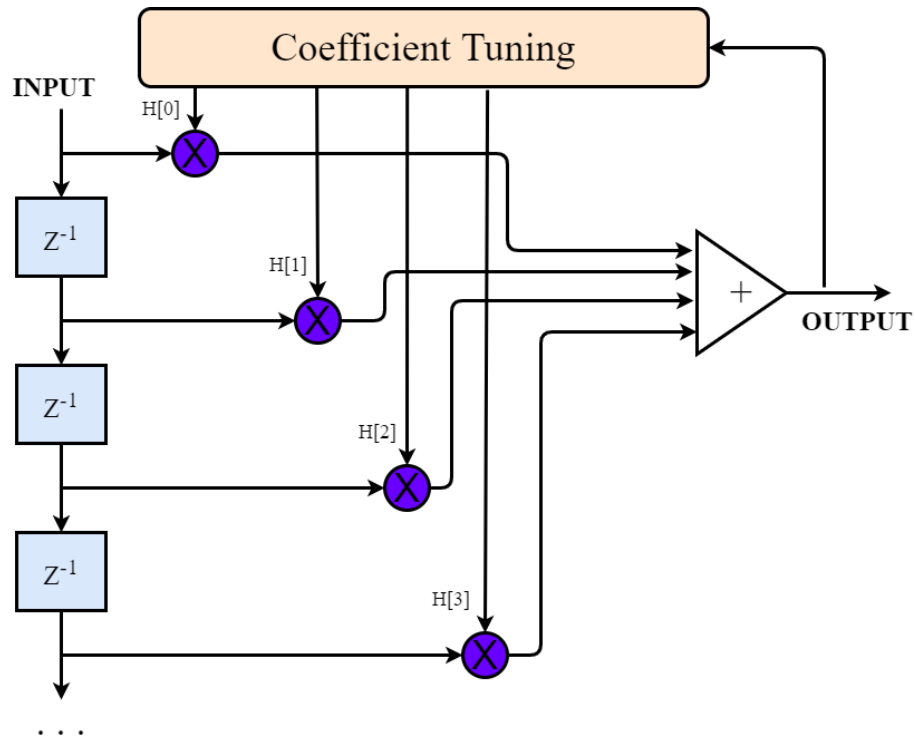 Coefficient Tuning
INPUT
H[0]
X
Z-1
H[1]
X
+
OUTPUT
Z-1
H[2]
X
Z-1
H[3]
X
. . .